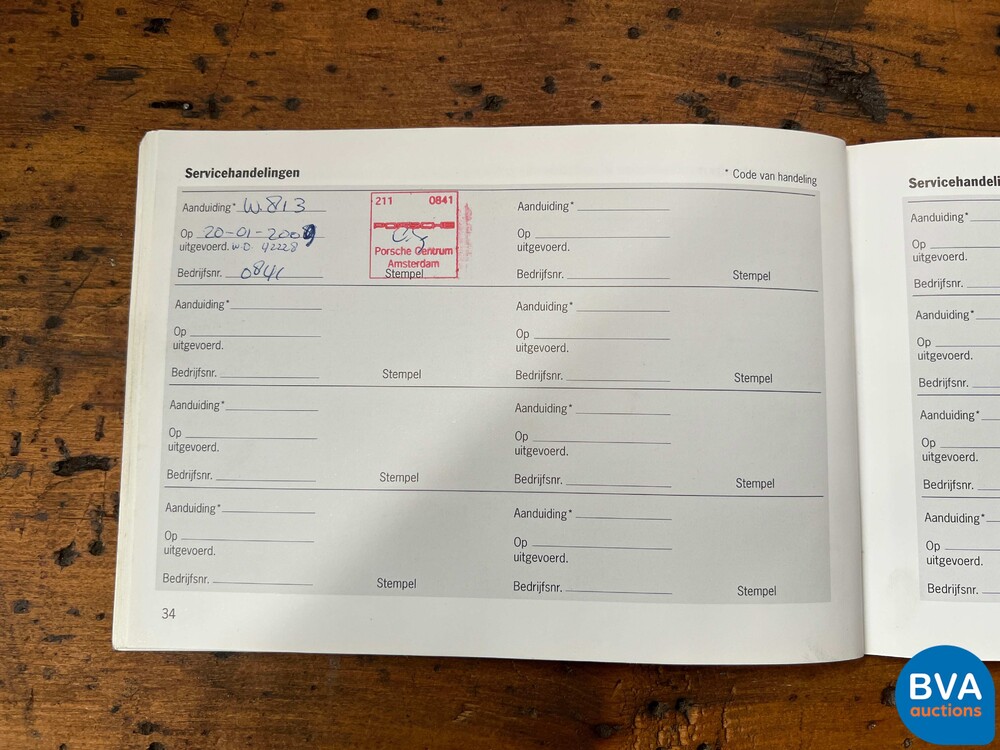 Servicehandelingen
* Code van handeling
Aanduiding* W813
Op 20-01-2009
uitgevoerd. W.O. 42228
Bedrijfsnr. 0841
211 0841
PORSCHE
Porsche Centrum
Amsterdam
Stempel
Aanduiding*
Op
uitgevoerd.
Bedrijfsnr.
Stempel
Aanduiding*
Op
uitgevoerd.
Bedrijfsnr.
Stempel
Aanduiding*
Op
uitgevoerd.
Bedrijfsnr.
Stempel
Aanduiding*
Op
uitgevoerd.
Bedrijfsnr.
Stempel
Aanduiding*
Op
uitgevoerd.
Bedrijfsnr.
Stempel
Aanduiding*
Op
uitgevoerd.
Bedrijfsnr.
Stempel
Aanduiding*
Op
uitgevoerd.
Bedrijfsnr.
Stempel
34
Servicehandeli
Aanduiding*
Op
uitgevoerd.
Bedrijfsnr.
Aanduiding*
Op
uitgevoerd.
Bedrijfsnr.
Aanduiding*
Op
uitgevoerd.
Bedrijfsnr.
Aanduiding*
Op
uitgevoerd.
Bedrijfsnr.
BVA
auctions